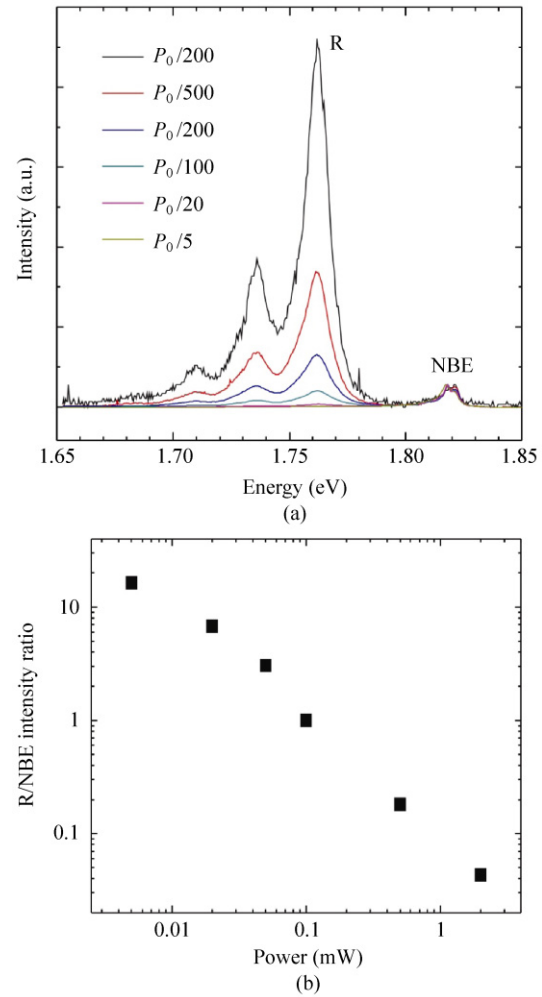 P₀/200
P₀/500
P₀/200
P₀/100
P₀/20
P₀/5
R
NBE
Intensity (a.u.)
1.65 1.70 1.75 1.80 1.85
Energy (eV)
(a)
10
1
0.1
R/NBE intensity ratio
0.01 0.1 1
Power (mW)
(b)